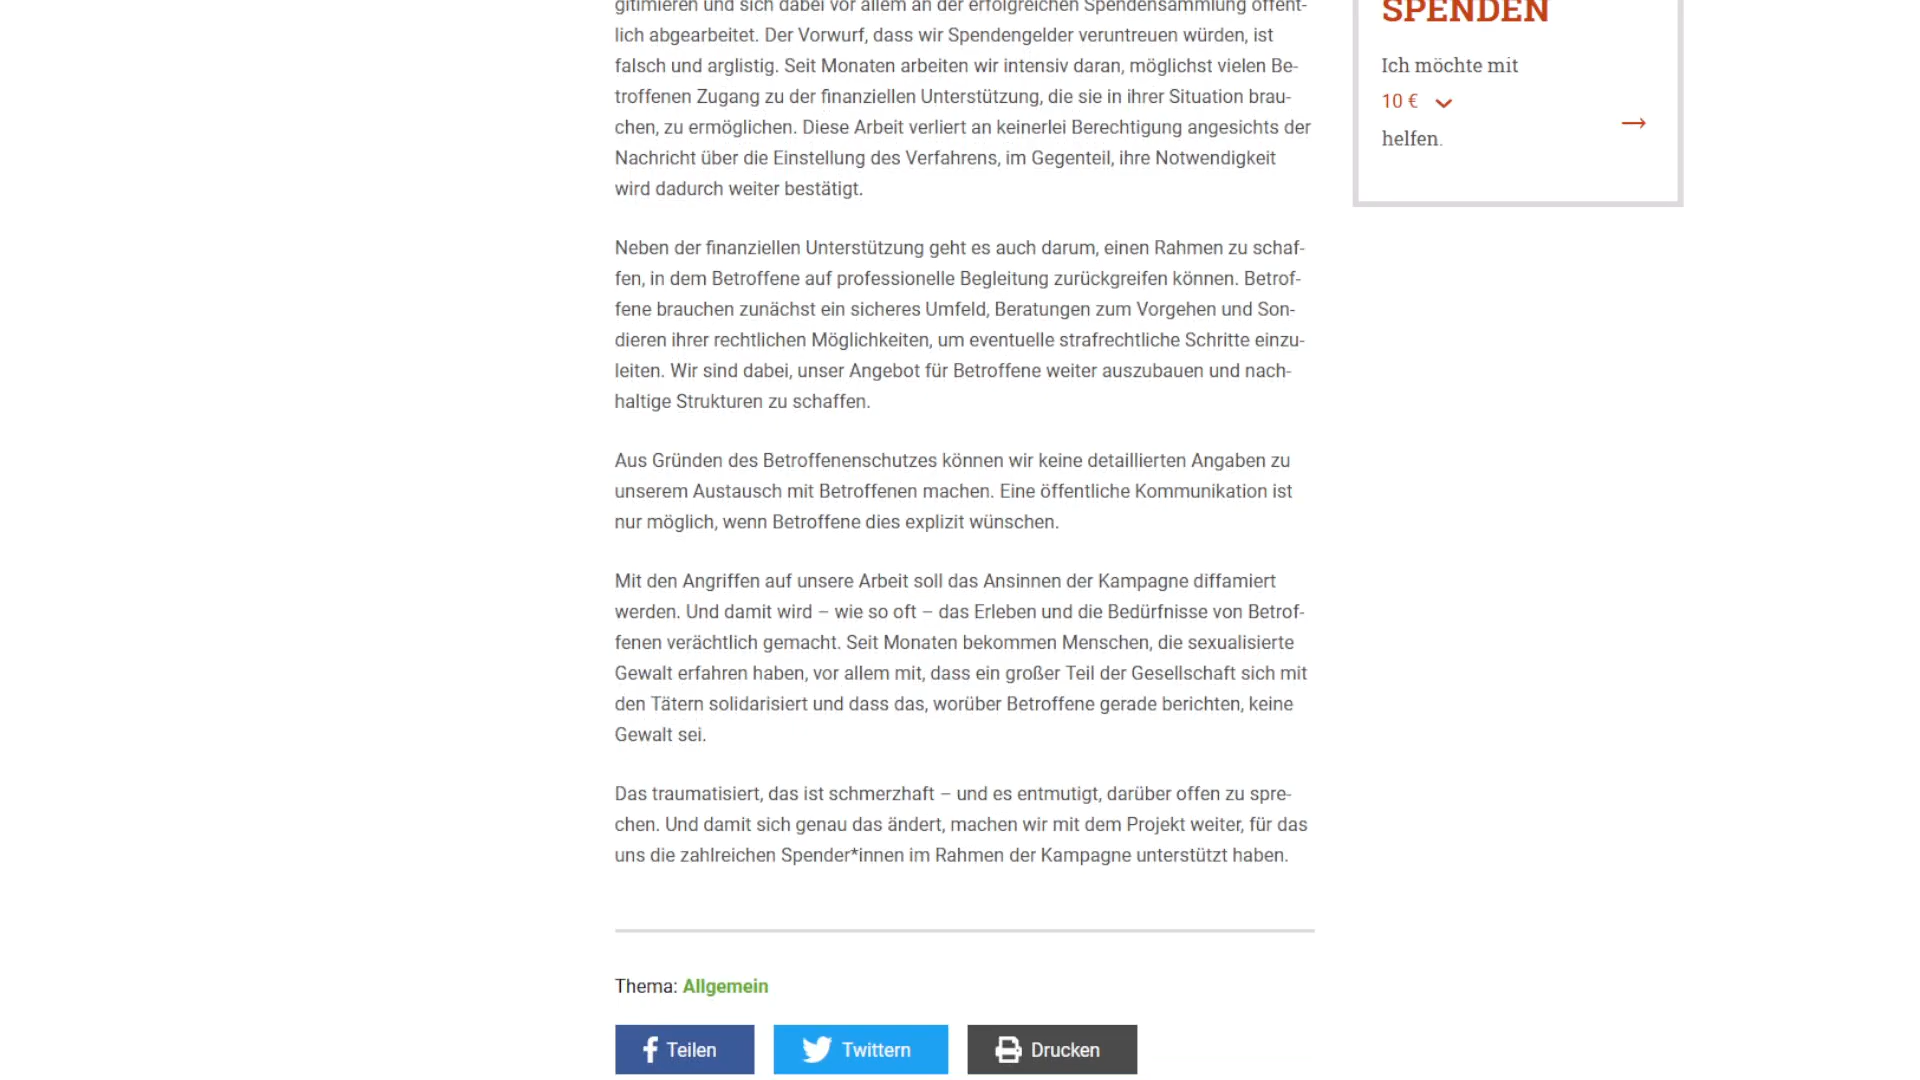 gitimieren und sich dabei vor allem an der erfolgreichen Spendensammlung öffent-
lich abgearbeitet. Der Vorwurf, dass wir Spendengelder veruntreuen würden, ist
falsch und arglistig. Seit Monaten arbeiten wir intensiv daran, möglichst vielen Be-
troffenen Zugang zu der finanziellen Unterstützung, die sie in ihrer Situation brau-
chen, zu ermöglichen. Diese Arbeit verliert an keinerlei Berechtigung angesichts der
Nachricht über die Einstellung des Verfahrens, im Gegenteil, ihre Notwendigkeit
wird dadurch weiter bestätigt.
Neben der finanziellen Unterstützung geht es auch darum, einen Rahmen zu schaf-
fen, in dem Betroffene auf professionelle Begleitung zurückgreifen können. Betrof-
fene brauchen zunächst ein sicheres Umfeld, Beratungen zum Vorgehen und Son-
dieren ihrer rechtlichen Möglichkeiten, um eventuelle strafrechtliche Schritte einzu-
leiten. Wir sind dabei, unser Angebot für Betroffene weiter auszubauen und nach-
haltige Strukturen zu schaffen.
Aus Gründen des Betroffenenschutzes können wir keine detaillierten Angaben zu
unserem Austausch mit Betroffenen machen. Eine öffentliche Kommunikation ist
nur möglich, wenn Betroffene dies explizit wünschen.
Mit den Angriffen auf unsere Arbeit soll das Ansinnen der Kampagne diffamiert
werden. Und damit wird – wie so oft – das Erleben und die Bedürfnisse von Betrof-
fenen verächtlich gemacht. Seit Monaten bekommen Menschen, die sexualisierte
Gewalt erfahren haben, vor allem mit, dass ein großer Teil der Gesellschaft sich mit
den Tätern solidarisiert und dass das, worüber Betroffene gerade berichten, keine
Gewalt sei.
Das traumatisiert, das ist schmerzhaft – und es entmutigt, darüber offen zu spre-
chen. Und damit sich genau das ändert, machen wir mit dem Projekt weiter, für das
uns die zahlreichen Spender*innen im Rahmen der Kampagne unterstützt haben.
Thema: Allgemein
Teilen
Twittern
Drucken
SPENDEN
Ich möchte mit
10 €
helfen.